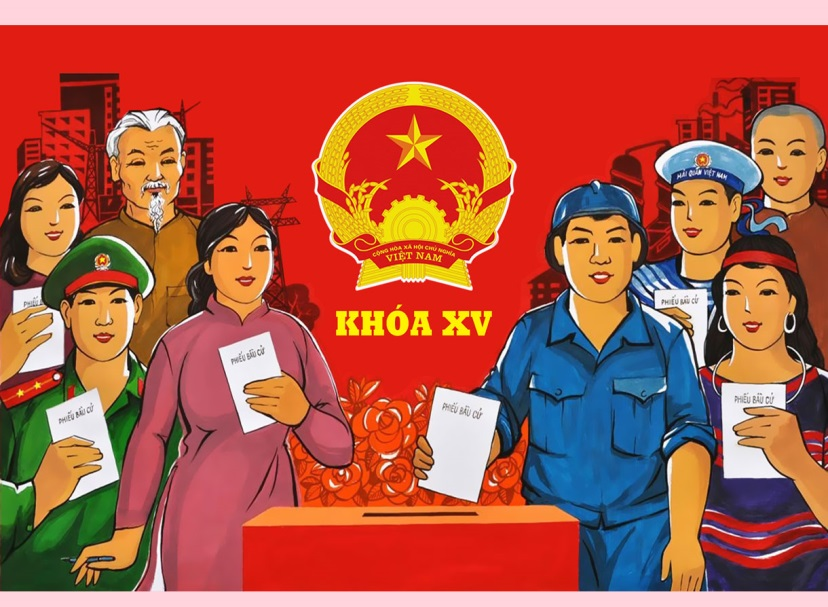 CỘNG HÒA XÃ HỘI CHỦ NGHĨA
VIỆT NAM
KHÓA XV
HẢI QUÂN VIỆT NAM
PHIẾU BẦU CỬ
PHIẾU BẦU CỬ
PHIẾU BẦU CỬ
PHIẾU BẦU CỬ
PHIẾU BẦU CỬ
PHIẾU BẦU CỬ